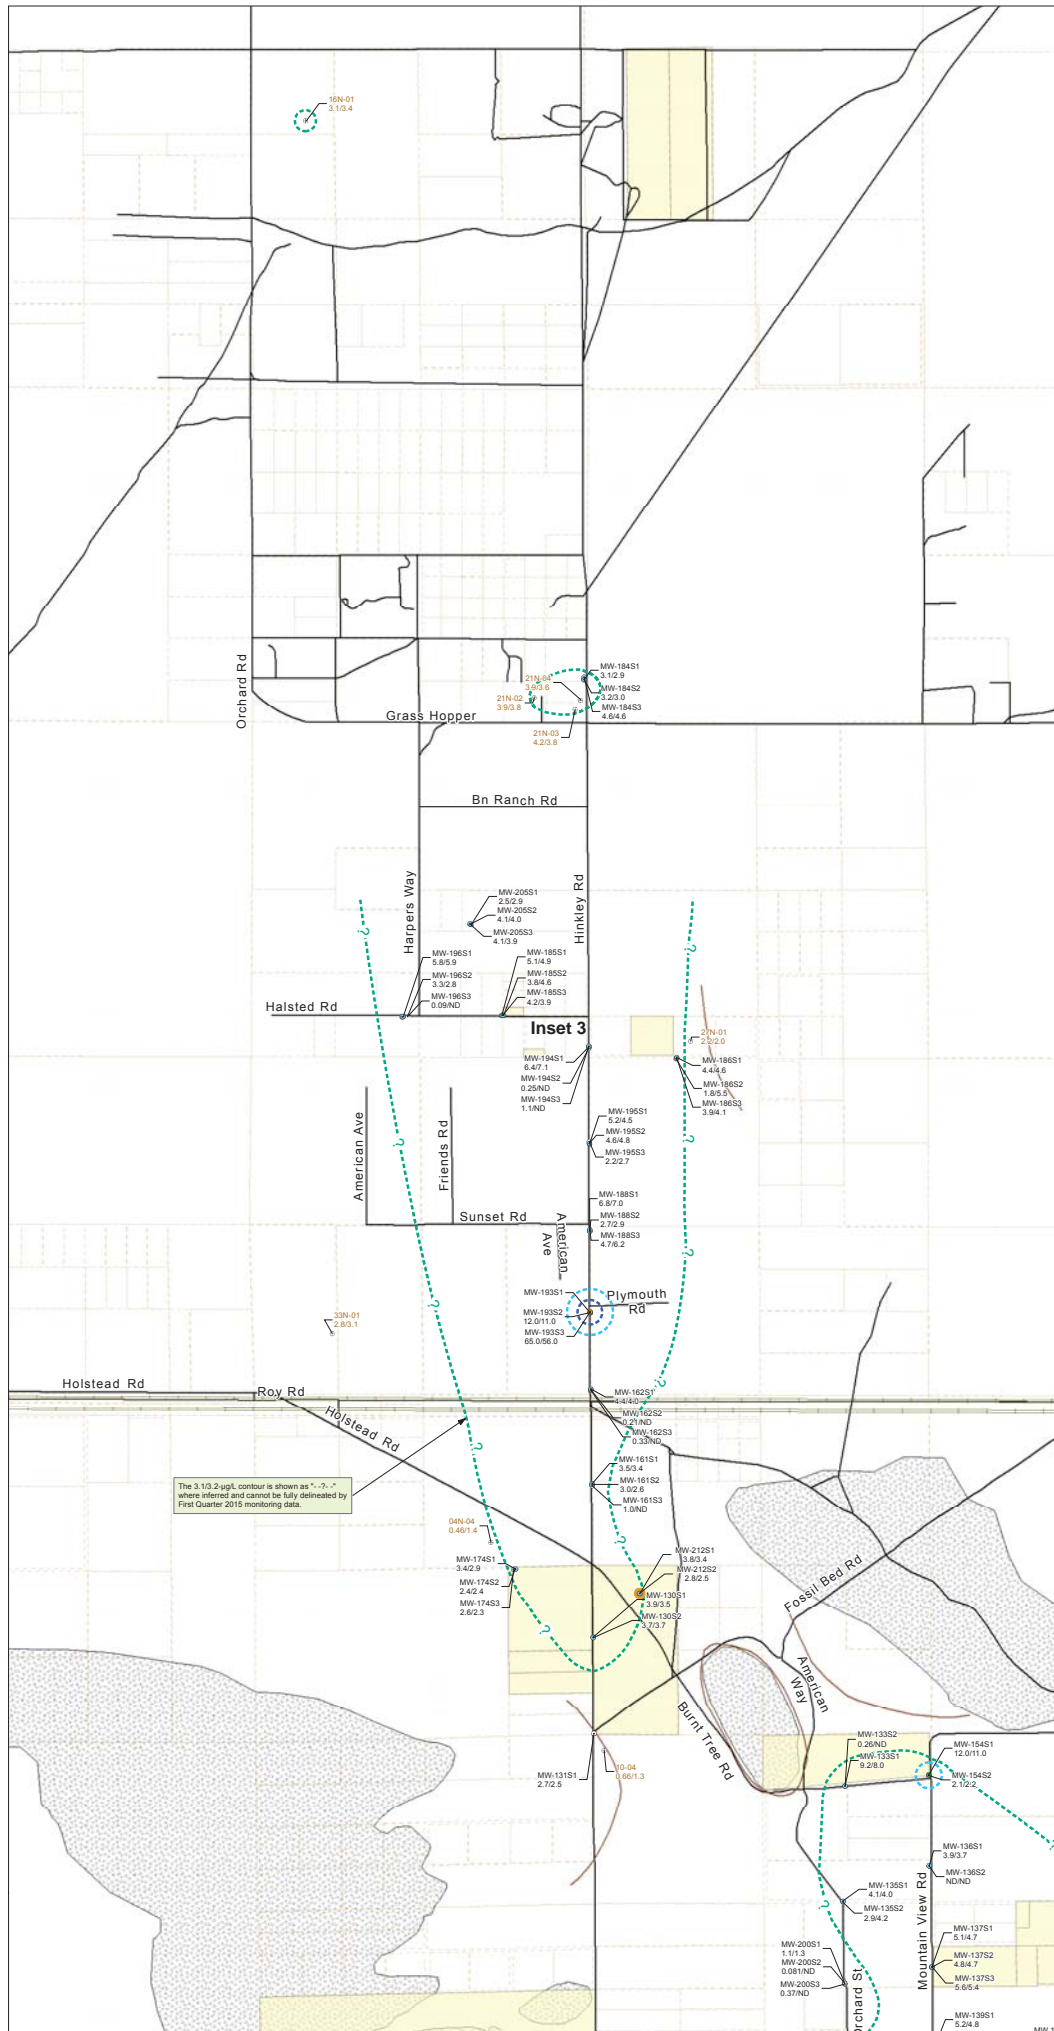 16N-01
3.1/3.4
Orchard Rd
MW-184S1
3.1/2.9
MW-184S2
3.2/3.0
MW-184S3
4.6/4.6
21N-04
3.9/3.6
21N-02
3.9/3.8
Grass Hopper
21N-03
4.2/3.8
Bn Ranch Rd
Harpers Way
Hinkley Rd
MW-205S1
2.5/2.9
MW-205S2
4.1/4.0
MW-205S3
4.1/3.9
MW-196S1
5.8/5.9
MW-196S2
3.3/2.8
MW-196S3
0.09/ND
MW-185S1
5.1/4.9
MW-185S2
3.8/4.6
MW-185S3
4.2/3.9
Halsted Rd
Inset 3
27N-01
2.2/2.0
MW-194S1
6.4/7.1
MW-194S2
0.25/ND
MW-194S3
1.1/ND
MW-186S1
4.4/4.6
MW-186S2
1.8/5.5
MW-186S3
3.9/4.1
MW-195S1
5.2/4.5
MW-195S2
4.6/4.8
MW-195S3
2.2/2.7
American Ave
Friends Rd
MW-188S1
6.8/7.0
MW-188S2
2.7/2.9
MW-188S3
4.7/6.2
Sunset Rd
American
Ave
MW-193S1
MW-193S2
12.0/11.0
MW-193S3
65.0/56.0
Plymouth
Rd
33N-01
2.8/3.1
Holstead Rd
Roy Rd
Holstead Rd
MW-162S1
4.4/4.0
MW-162S2
0.21/ND
MW-162S3
0.33/ND
MW-161S1
3.5/3.4
MW-161S2
3.0/2.6
MW-161S3
1.0/ND
The 3.1/3.2-µg/L contour is shown as "- -?- -"
where inferred and cannot be fully delineated by
First Quarter 2015 monitoring data.
04N-04
0.46/1.4
MW-174S1
3.4/2.9
MW-174S2
2.4/2.4
MW-174S3
2.6/2.3
MW-212S1
3.8/3.4
MW-212S2
2.8/2.5
MW-130S1
3.9/3.5
MW-130S2
3.7/3.7
Fossil Bed Rd
American
Way
Burnt Tree Rd
MW-131S1
2.7/2.5
10-04
0.66/1.3
MW-133S2
0.26/ND
MW-133S1
9.2/8.0
MW-154S1
12.0/11.0
MW-154S2
2.1/2.2
MW-136S1
3.9/3.7
MW-136S2
ND/ND
MW-135S1
4.1/4.0
MW-135S2
2.9/4.2
Mountain View Rd
MW-137S1
5.1/4.7
MW-137S2
4.8/4.7
MW-137S3
5.6/5.4
MW-200S1
1.1/1.3
MW-200S2
0.081/ND
MW-200S3
0.37/ND
Orchard St
MW-139S1
5.2/4.8